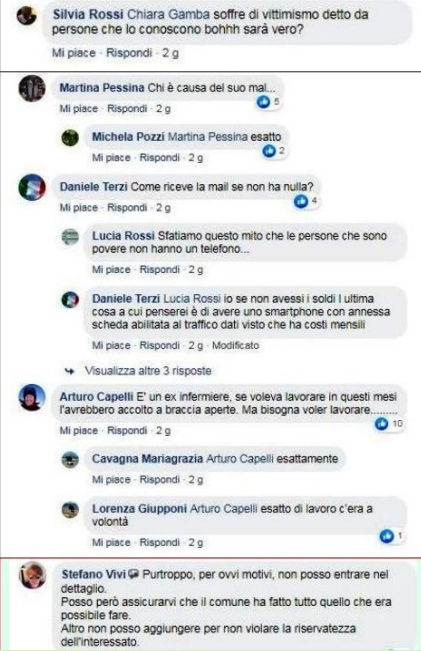 Silvia Rossi Chiara Gamba soffre di vittimismo detto da
persone che lo conoscono bohhh sarà vero?
Mi piace · Rispondi · 2 g
Martina Pessina Chi è causa del suo mal...
5
Mi piace · Rispondi · 2 g
Michela Pozzi Martina Pessina esatto
2
Mi piace · Rispondi · 2 g
Daniele Terzi Come riceve la mail se non ha nulla?
4
Mi piace · Rispondi · 2 g
Lucia Rossi Sfatiamo questo mito che le persone che sono
povere non hanno un telefono...
Mi piace · Rispondi · 2 g
Daniele Terzi Lucia Rossi io se non avessi i soldi l ultima
cosa a cui penserei è di avere uno smartphone con annessa
scheda abilitata al traffico dati visto che ha costi mensili
Mi piace · Rispondi · 2 g · Modificato
Visualizza altre 3 risposte
Arturo Capelli E' un ex infermiere, se voleva lavorare in questi mesi
l'avrebbero accolto a braccia aperte. Ma bisogna voler lavorare.........
10
Mi piace · Rispondi · 2 g
Cavagna Mariagrazia Arturo Capelli esattamente
Mi piace · Rispondi · 2 g
Lorenza Giupponi Arturo Capelli esatto di lavoro c'era a
volontà
1
Mi piace · Rispondi · 2 g
Stefano Vivi Purtroppo, per ovvi motivi, non posso entrare nel
dettaglio.
Posso però assicurarvi che il comune ha fatto tutto quello che era
possibile fare.
Altro non posso aggiungere per non violare la riservatezza
dell'interessato.